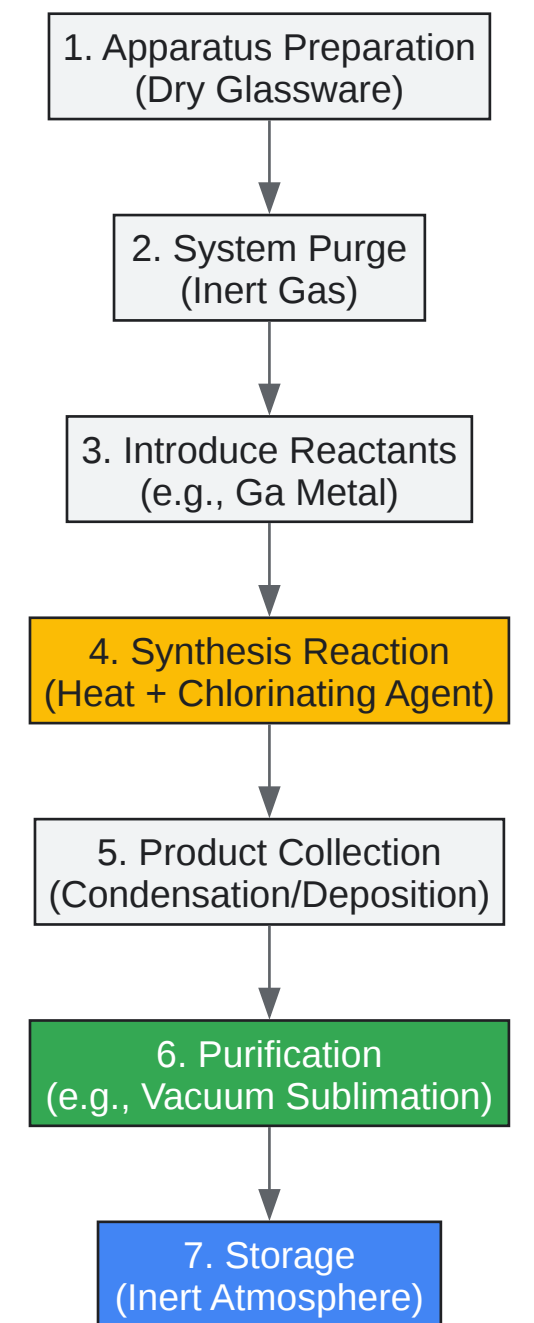 1. Apparatus Preparation
(Dry Glassware)
2. System Purge
(Inert Gas)
3. Introduce Reactants
(e.g., Ga Metal)
4. Synthesis Reaction
(Heat + Chlorinating Agent)
5. Product Collection
(Condensation/Deposition)
6. Purification
(e.g., Vacuum Sublimation)
7. Storage
(Inert Atmosphere)